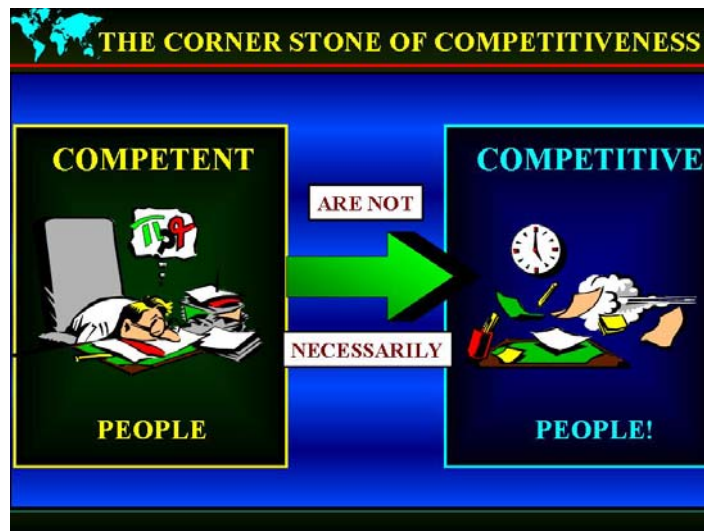 THE CORNER STONE OF COMPETITIVENESS
COMPETENT
PEOPLE
ARE NOT
NECESSARILY
COMPETITIVE
PEOPLE!